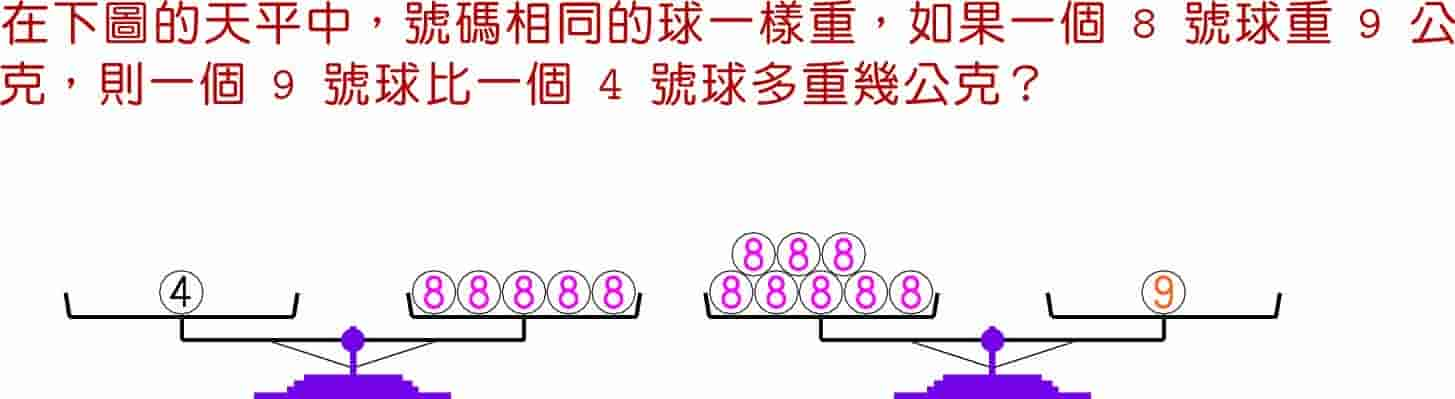 在下圖的天平中，號碼相同的球一樣重，如果一個 8 號球重 9 公
克，則一個 9 號球比一個 4 號球多重幾公克？
8 8 8
4 8 8 8 8 8 8 8 8 8 8 9